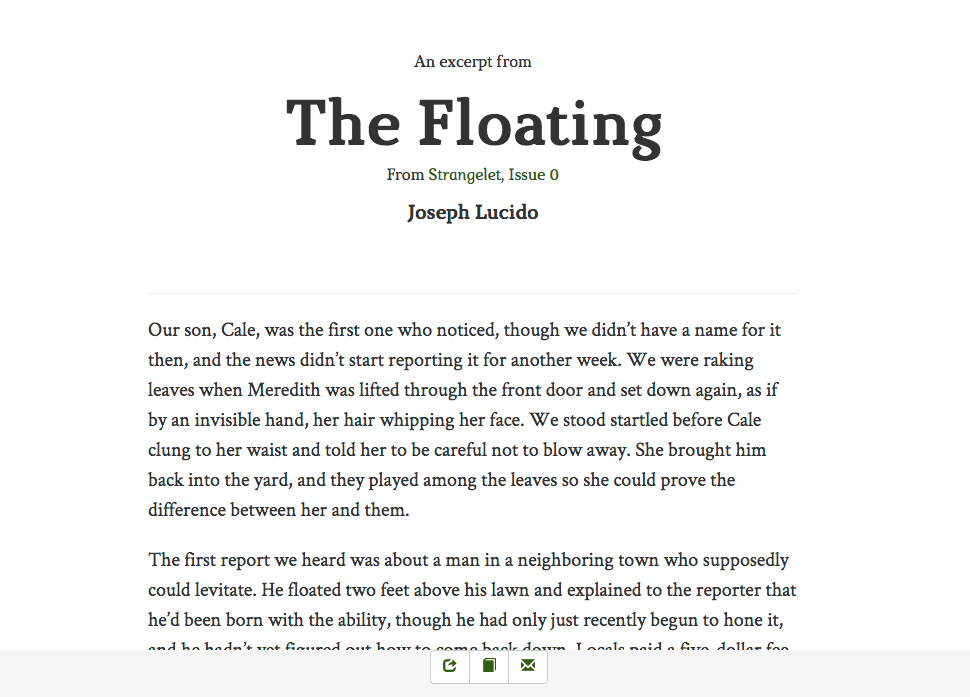 An excerpt from
The Floating
From Strangelet, Issue 0
Joseph Lucido
Our son, Cale, was the first one who noticed, though we didn’t have a name for it
then, and the news didn’t start reporting it for another week. We were raking
leaves when Meredith was lifted through the front door and set down again, as if
by an invisible hand, her hair whipping her face. We stood startled before Cale
clung to her waist and told her to be careful not to blow away. She brought him
back into the yard, and they played among the leaves so she could prove the
difference between her and them.
The first report we heard was about a man in a neighboring town who supposedly
could levitate. He floated two feet above his lawn and explained to the reporter that
he’d been born with the ability, though he had only just recently begun to hone it,
and he hadn’t yet figured out how to come back down. Locals paid a five-dollar fee